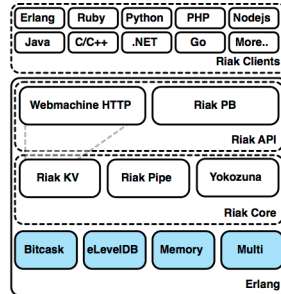 Erlang Ruby Python PHP Nodejs
Java C/C++ .NET Go More..
Riak Clients
Webmachine HTTP Riak PB
Riak API
Riak KV Riak Pipe Yokozuna
Riak Core
Bitcask eLevelDB Memory Multi
Erlang